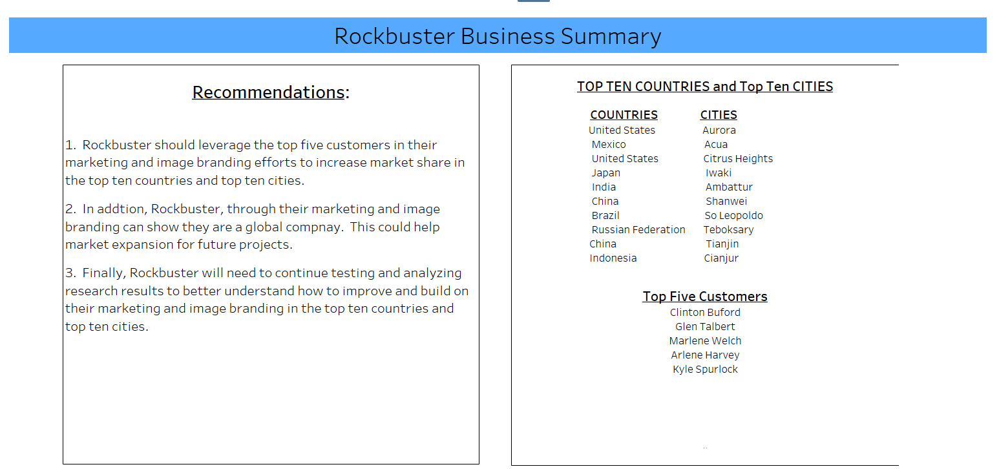 Rockbuster Business Summary
Recommendations:
1. Rockbuster should leverage the top five customers in their
marketing and image branding efforts to increase market share in
the top ten countries and top ten cities.
2. In addtion, Rockbuster, through their marketing and image
branding can show they are a global compnay. This could help
market expansion for future projects.
3. Finally, Rockbuster will need to continue testing and analyzing
research results to better understand how to improve and build on
their marketing and image branding in the top ten countries and
top ten cities.
TOP TEN COUNTRIES and Top Ten CITIES
COUNTRIES CITIES
United States Aurora
Mexico Acua
United States Citrus Heights
Japan Iwaki
India Ambattur
China Shanwei
Brazil So Leopoldo
Russian Federation Teboksary
China Tianjin
Indonesia Cianjur
Top Five Customers
Clinton Buford
Glen Talbert
Marlene Welch
Arlene Harvey
Kyle Spurlock